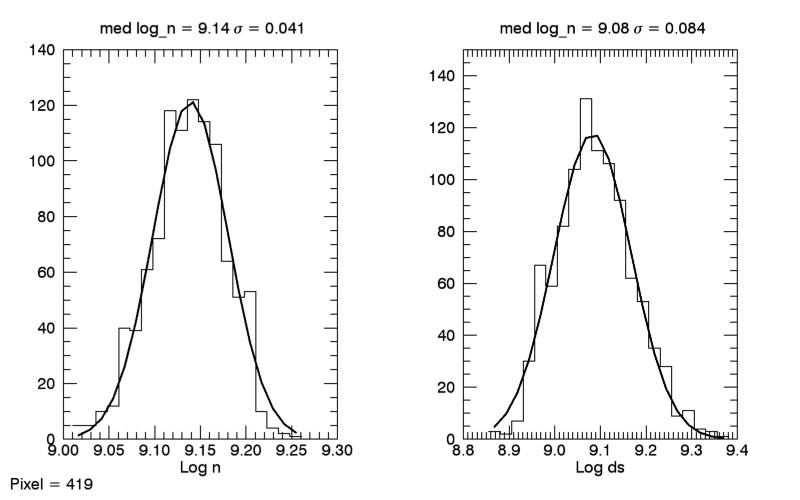 med log_n = 9.14 σ = 0.041
140
120
100
80
60
40
20
0
9.00 9.05 9.10 9.15 9.20 9.25 9.30
Log n
med log_n = 9.08 σ = 0.084
140
120
100
80
60
40
20
0
8.8 8.9 9.0 9.1 9.2 9.3 9.4
Log ds
Pixel = 419